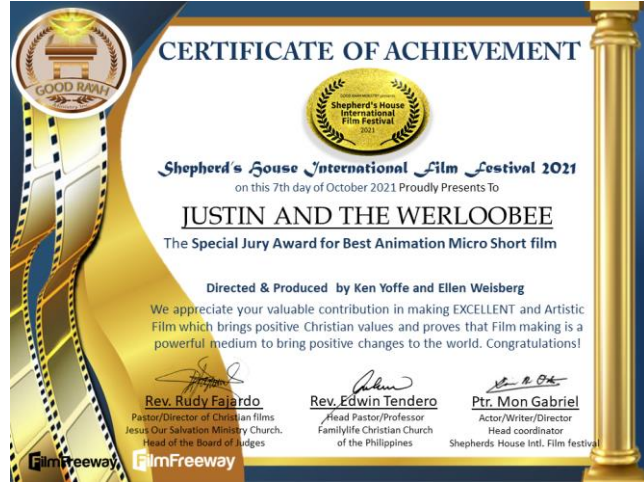 GOOD RA'AH
CERTIFICATE OF ACHIEVEMENT
Shepherd's House
International
Film Festival
2021
Shepherd's House International Film Festival 2021
on this 7th day of October 2021 Proudly Presents To
JUSTIN AND THE WERLOOBEE
The Special Jury Award for Best Animation Micro Short film
Directed & Produced by Ken Yoffe and Ellen Weisberg
We appreciate your valuable contribution in making EXCELLENT and Artistic
Film which brings positive Christian values and proves that Film making is a
powerful medium to bring positive changes to the world. Congratulations!
Rev. Rudy Fajardo
Pastor/Director of Christian films
Jesus Our Salvation Ministry Church.
Head of the Board of Judges
Rev. Edwin Tendero
Head Pastor/Professor
Familylife Christian Church
of the Philippines
Ptr. Mon Gabriel
Actor/Writer/Director
Head coordinator
Shepherds House Intl. Film festival
FilmFreeway
FilmFreeway